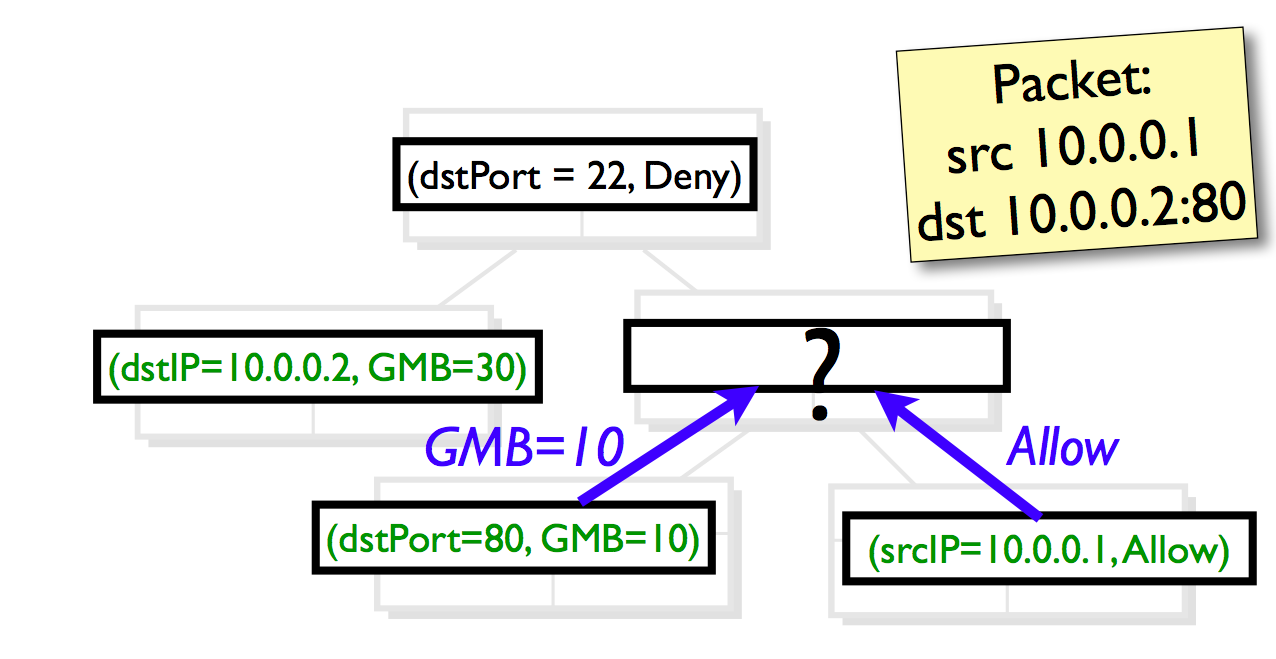 Packet:
src 10.0.0.1
dst 10.0.0.2:80
(dstPort = 22, Deny)
(dstIP=10.0.0.2, GMB=30)
?
GMB=10
Allow
(dstPort=80, GMB=10)
(srcIP=10.0.0.1, Allow)